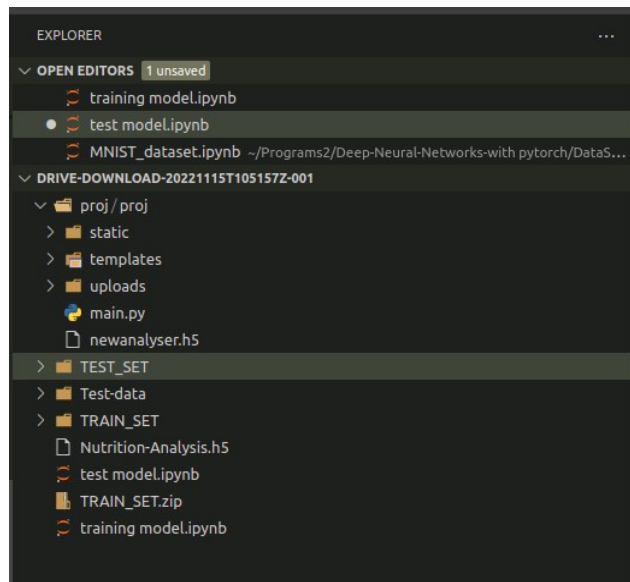 EXPLORER ...
OPEN EDITORS 1 unsaved
training model.ipynb
test model.ipynb
MNIST_dataset.ipynb ~/Programs2/Deep-Neural-Networks-with pytorch/DataS...
DRIVE-DOWNLOAD-20221115T105157Z-001
proj/proj
static
templates
uploads
main.py
newanalyser.h5
TEST_SET
Test-data
TRAIN_SET
Nutrition-Analysis.h5
test model.ipynb
TRAIN_SET.zip
training model.ipynb